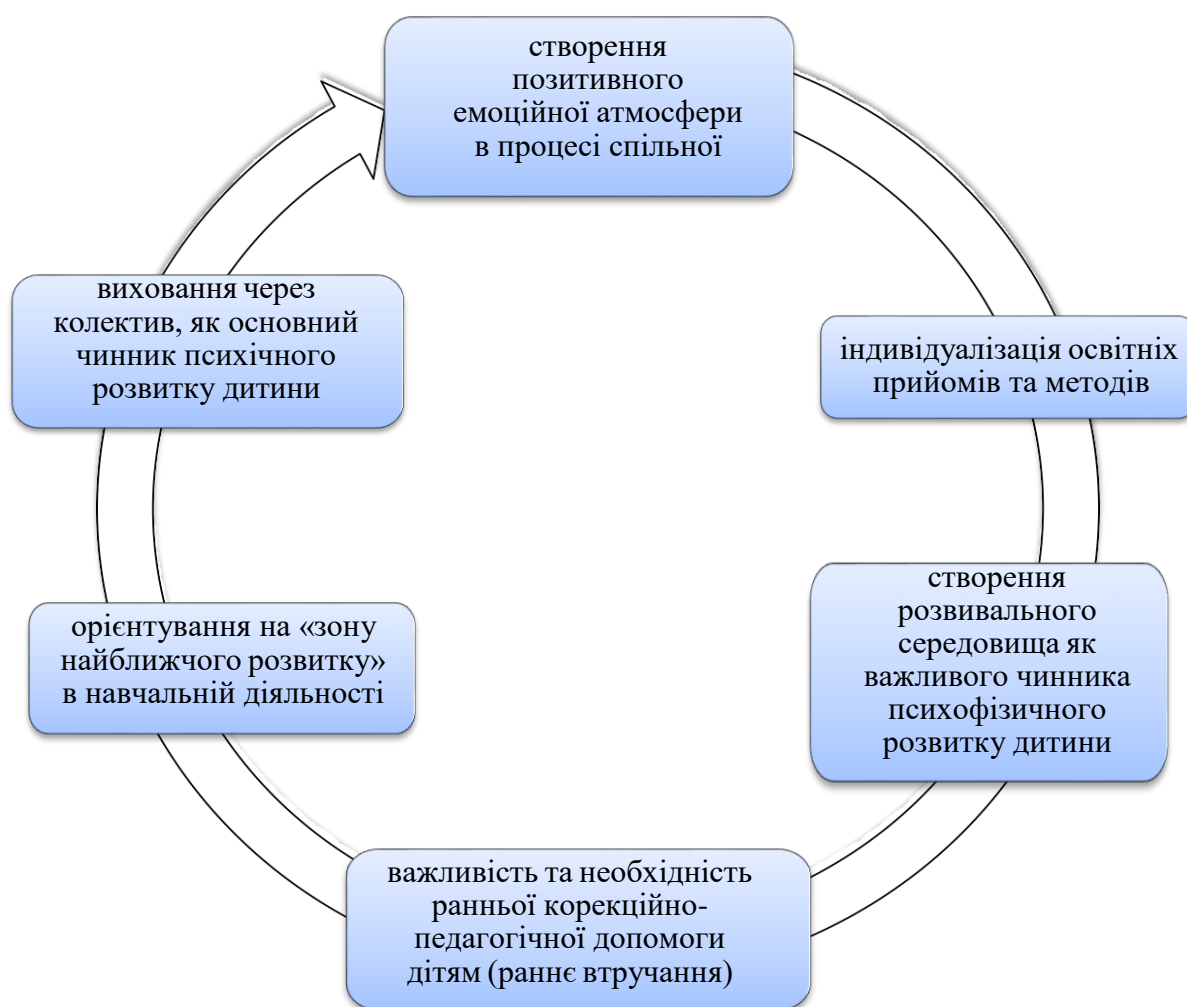 створення
позитивного
емоційної атмосфери
в процесі спільної
індивідуалізація освітніх
прийомів та методів
створення
розвивального
середовища як
важливого чинника
психофізичного
розвитку дитини
важливість та необхідність
ранньої корекційно-
педагогічної допомоги
дітям (раннє втручання)
орієнтування на «зону
найближчого розвитку»
в навчальній діяльності
виховання через
колектив, як основний
чинник психічного
розвитку дитини